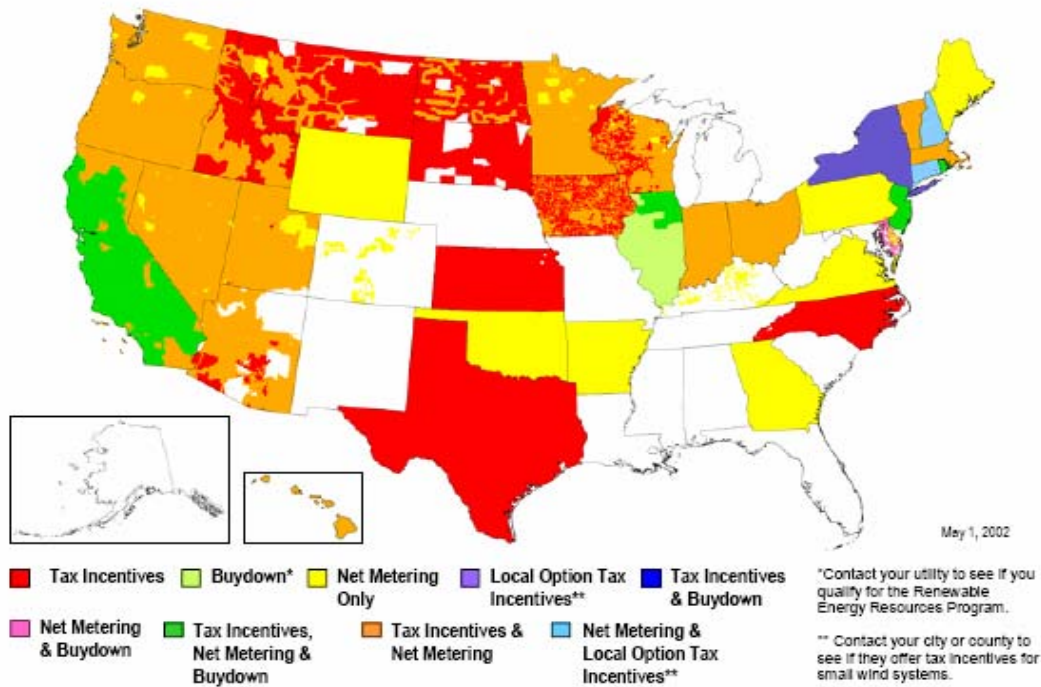 May 1, 2002
Tax Incentives
Buydown*
Net Metering
Only
Local Option Tax
Incentives**
Tax Incentives
& Buydown
Net Metering
& Buydown
Tax Incentives,
Net Metering &
Buydown
Tax Incentives &
Net Metering
Net Metering &
Local Option Tax
Incentives**
*Contact your utility to see if you
qualify for the Renewable
Energy Resources Program.
** Contact your city or county to
see if they offer tax incentives for
small wind systems.